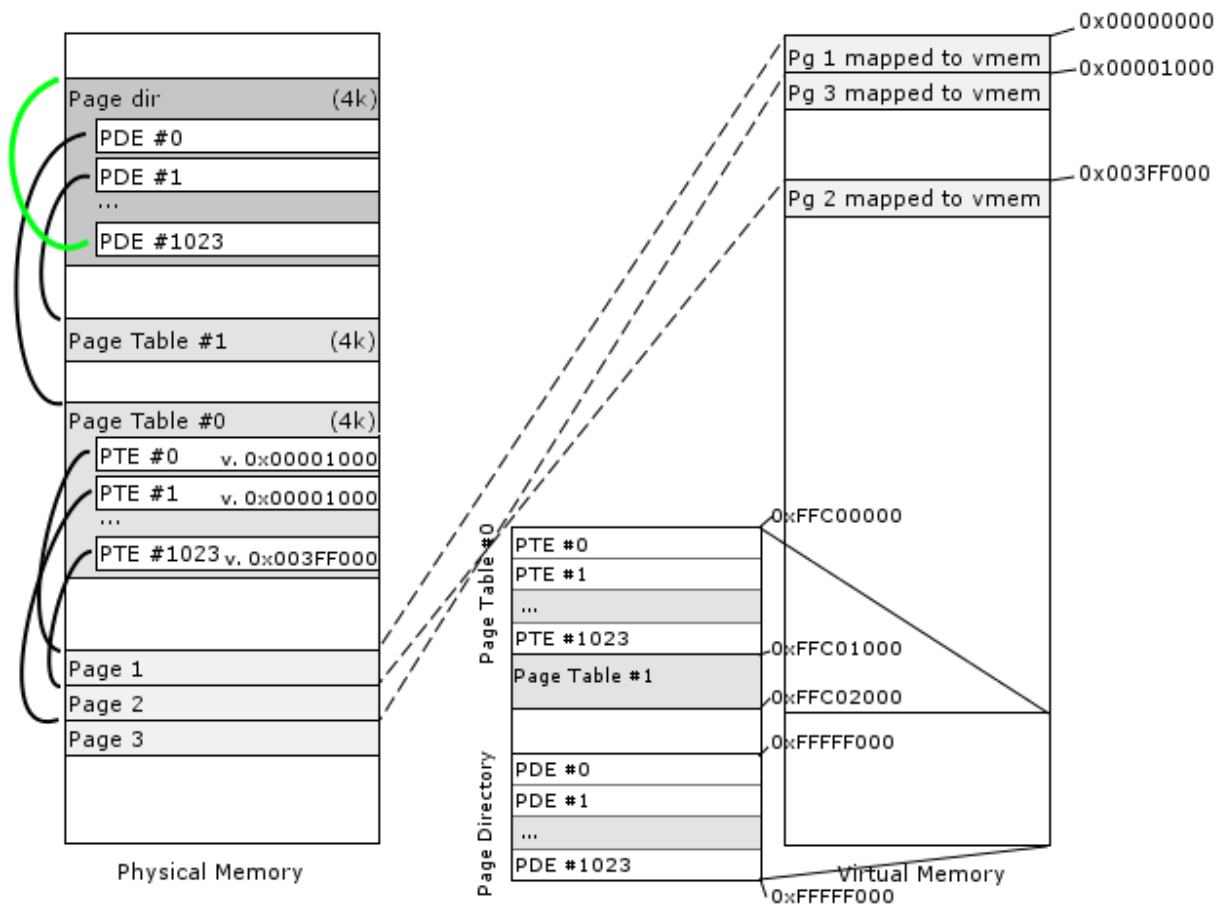 Page dir (4k)
PDE #0
PDE #1
...
PDE #1023
Page Table #1 (4k)
Page Table #0 (4k)
PTE #0 v. 0x00001000
PTE #1 v. 0x00001000
...
PTE #1023 v. 0x003FF000
Page 1
Page 2
Page 3
Physical Memory
0x00000000
Pg 1 mapped to vmem
0x00001000
Pg 3 mapped to vmem
0x003FF000
Pg 2 mapped to vmem
0xFFC00000
Page Table #0
PTE #0
PTE #1
...
PTE #1023
0xFFC01000
Page Table #1
0xFFC02000
0xFFFFF000
Page Directory
PDE #0
PDE #1
...
PDE #1023
0xFFFFF000
Virtual Memory